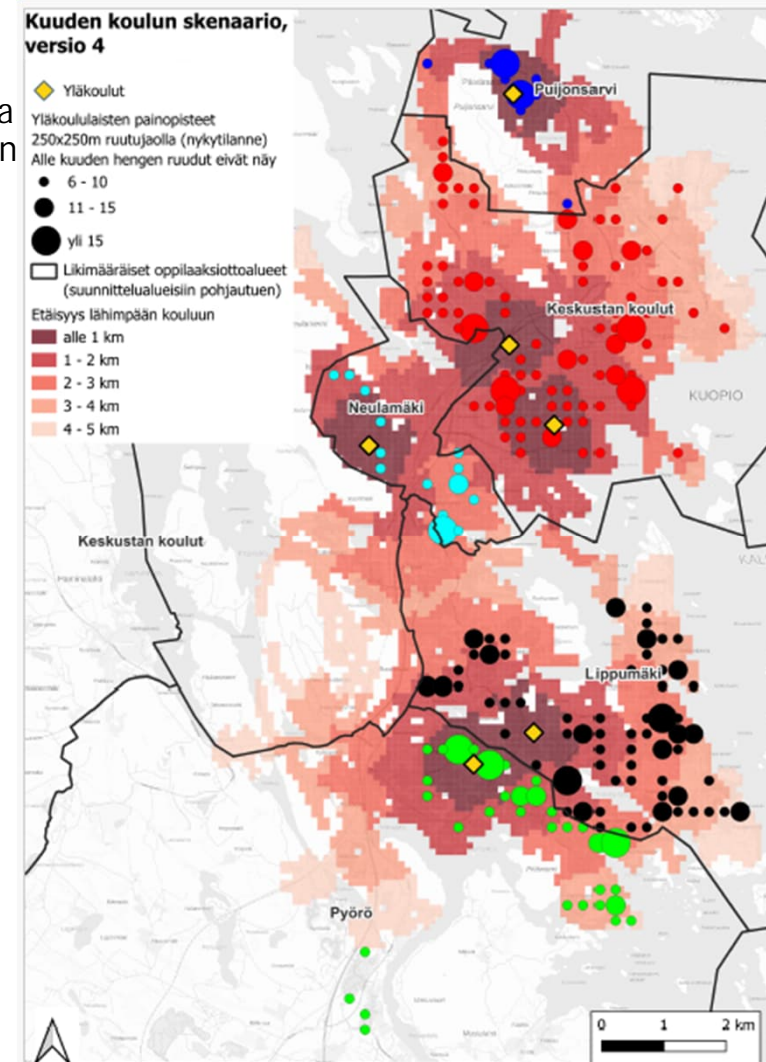 Kuuden koulun skenaario,
versio 4
a
n
Yläkoulut
Yläkoululaisten painopisteet
250x250m ruutujaolla (nykytilanne)
Alle kuuden hengen ruudut eivät näy
6 - 10
11 - 15
yli 15
Likimääräiset oppilaaksiottoalueet
(suunnittelualueisiin pohjautuen)
Etäisyys lähimpään kouluun
alle 1 km
1 - 2 km
2 - 3 km
3 - 4 km
4 - 5 km
Puijonsarvi
Keskustan koulut
KUOPIO
Neulamäki
Keskustan koulut
Lippumäki
Pyörö
0 1 2 km